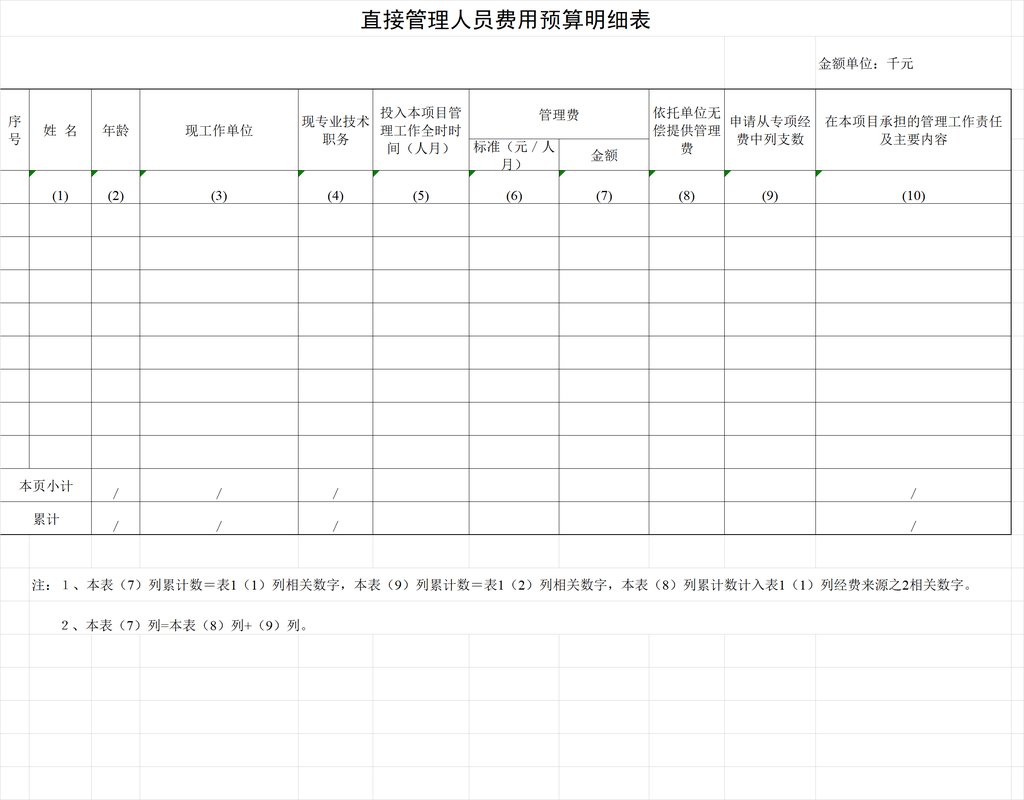 直接管理人员费用预算明细表
金额单位：千元
序号
姓 名
年龄
现工作单位
现专业技术职务
投入本项目管理工作全时时间（人月）
管理费
标准（元／人月）
金额
依托单位无偿提供管理费
申请从专项经费中列支数
在本项目承担的管理工作责任及主要内容
(1) (2) (3) (4) (5) (6) (7) (8) (9) (10)
本页小计 / / / /
累计 / / / /
注：１、本表（7）列累计数＝表1（1）列相关数字，本表（9）列累计数＝表1（2）列相关数字，本表（8）列累计数计入表1（1）列经费来源之2相关数字。
２、本表（7）列=本表（8）列+（9）列。